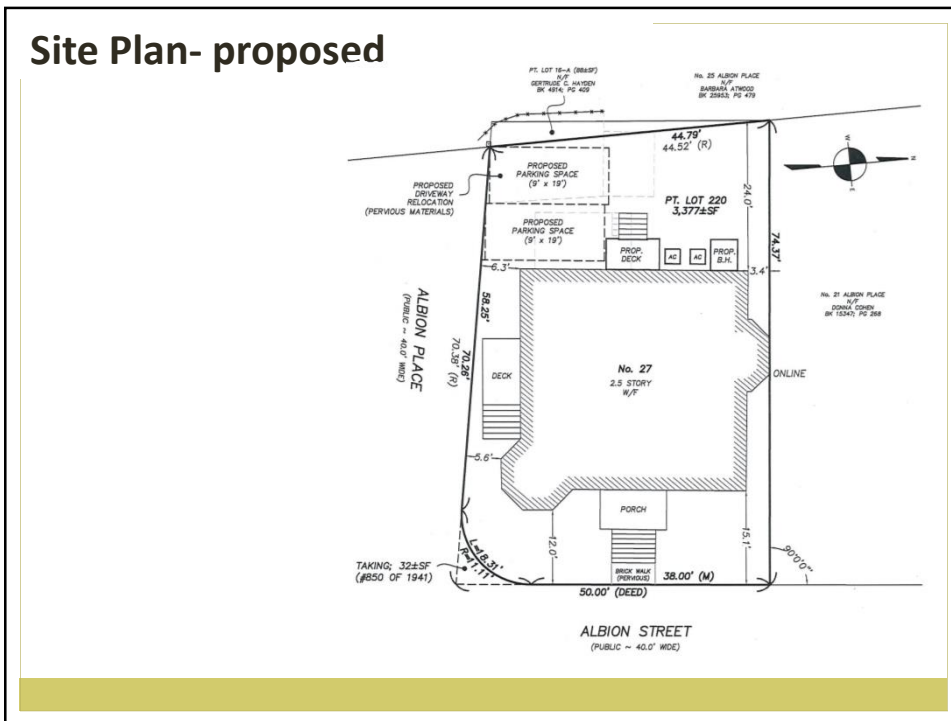 Site Plan- proposed
PT. LOT 16-A (86±SF)
N/F
GERTRUDE C. HAYDEN
BK 4914; PG 409
No. 25 ALBION PLACE
N/F
BARBARA ATWOOD
BK 25953; PG 479
44.79'
44.52' (R)
W
N
E
PROPOSED
DRIVEWAY
RELOCATION
(PERVIOUS MATERIALS)
PROPOSED
PARKING SPACE
(9' x 19')
PT. LOT 220
3,377±SF
24.0'
74.37'
PROPOSED
PARKING SPACE
(9' x 19')
PROP.
DECK
AC
AC
PROP.
B.H.
6.3'
3.4'
No. 21 ALBION PLACE
N/F
DONNA COHEN
BK 15347; PG 268
ALBION PLACE
(PUBLIC ~ 40.0' WIDE)
58.25'
70.26'
70.38' (R)
DECK
No. 27
2.5 STORY
W/F
ONLINE
5.6'
PORCH
12.0'
15.1'
90°0'0"
L=18.31'
R=11.11'
TAKING; 32±SF
(#850 OF 1941)
BRICK WALK
(PERVIOUS)
38.00' (M)
50.00' (DEED)
ALBION STREET
(PUBLIC ~ 40.0' WIDE)